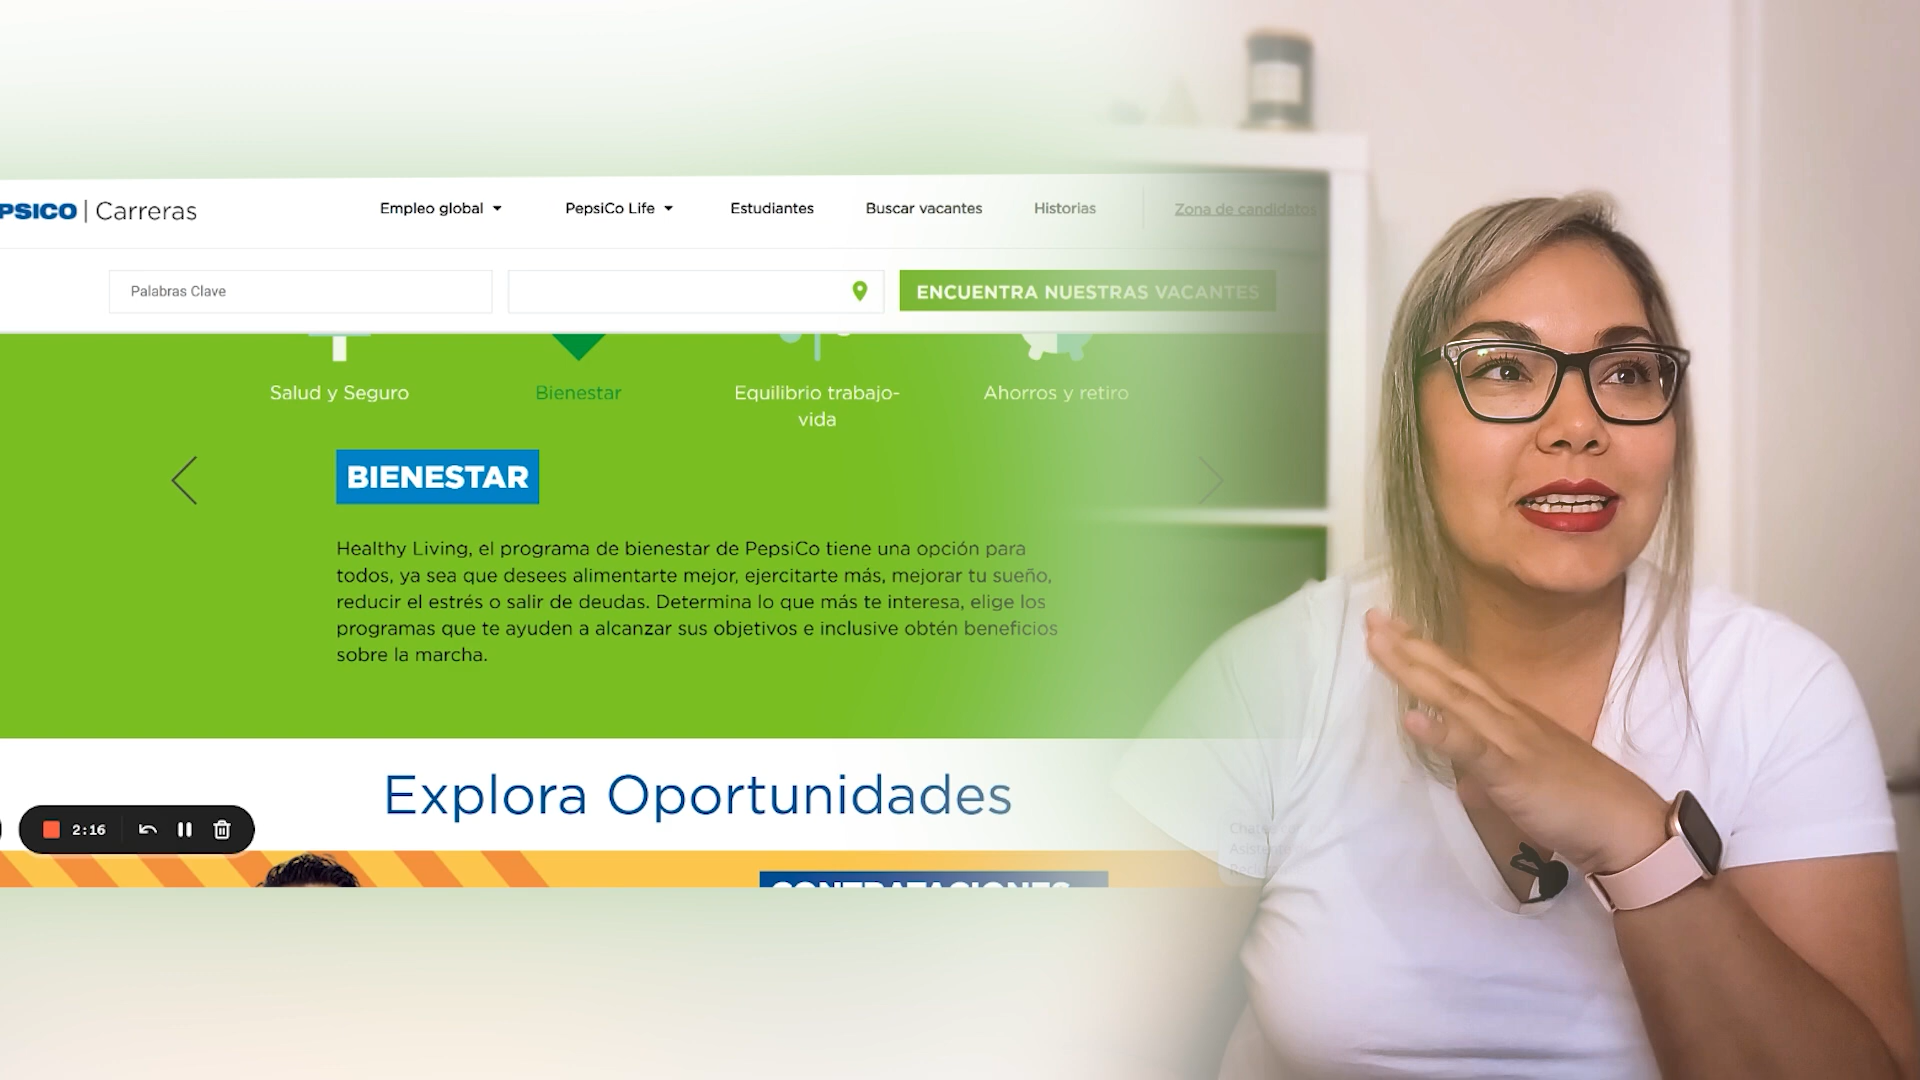 PSICO | Carreras
Empleo global
PepsiCo Life
Estudiantes
Buscar vacantes
Historias
Zona de candidatos
Palabras Clave
ENCUENTRA NUESTRAS VACANTES
Salud y Seguro
Bienestar
Equilibrio trabajo-
vida
Ahorros y retiro
BIENESTAR
Healthy Living, el programa de bienestar de PepsiCo tiene una opción para
todos, ya sea que desees alimentarte mejor, ejercitarte más, mejorar tu sueño,
reducir el estrés o salir de deudas. Determina lo que más te interesa, elige los
programas que te ayuden a alcanzar sus objetivos e inclusive obtén beneficios
sobre la marcha.
Explora Oportunidades
2:16
CONTRATACIONES